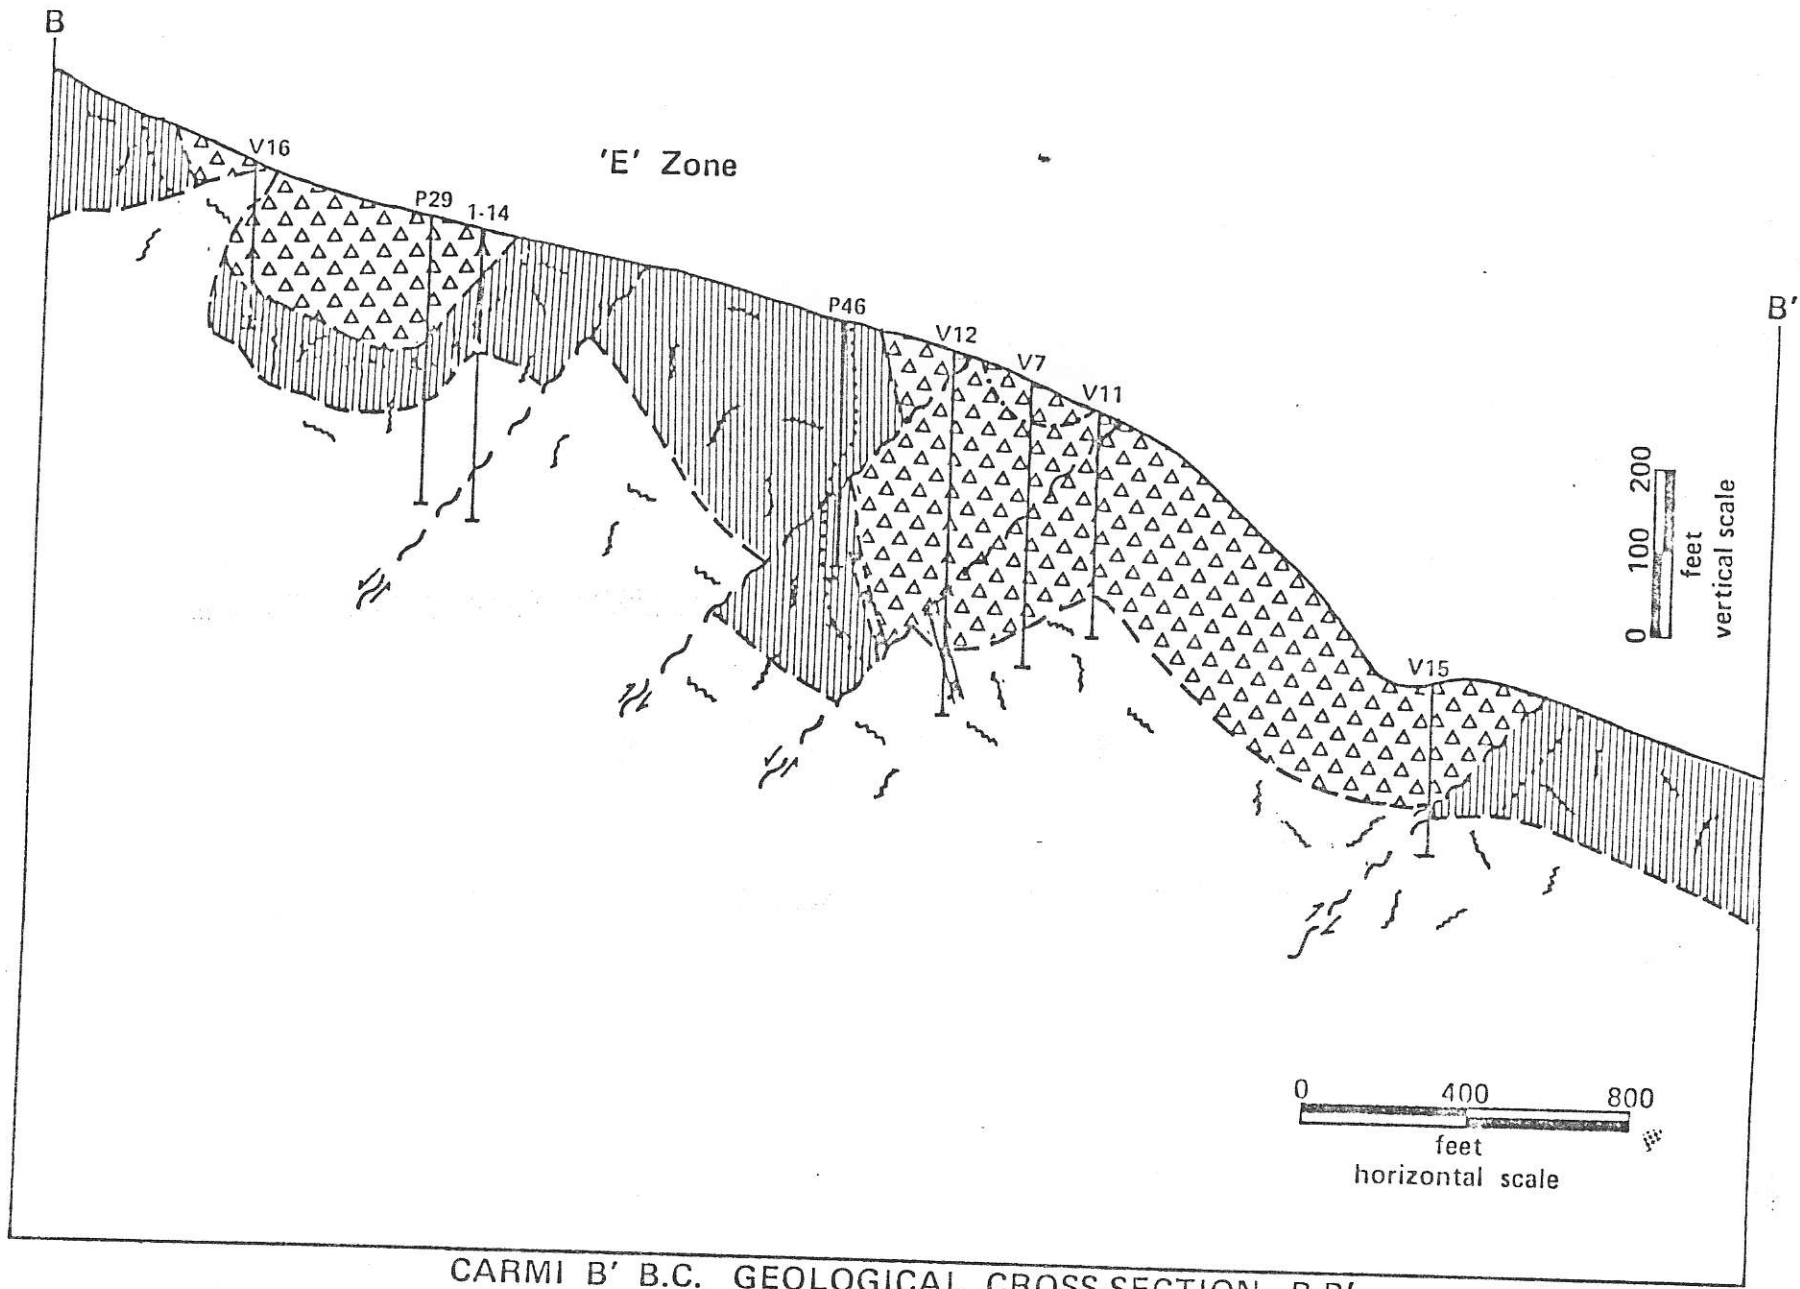 B
B'
'E' Zone
V16
P29
1-14
P46
V12
V7
V11
V15
200
100
0
feet
vertical scale
0 400 800
feet
horizontal scale
CARMI B' B.C. GEOLOGICAL CROSS SECTION B-B'